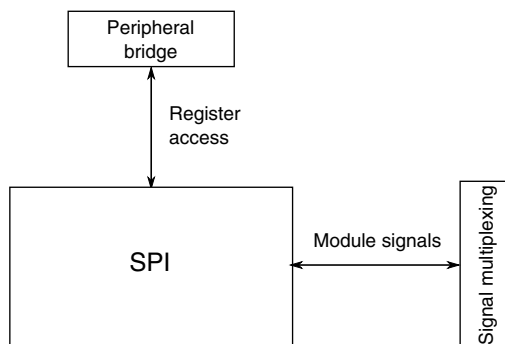 Peripheral
bridge
Register
access
SPI
Module signals
Signal multiplexing